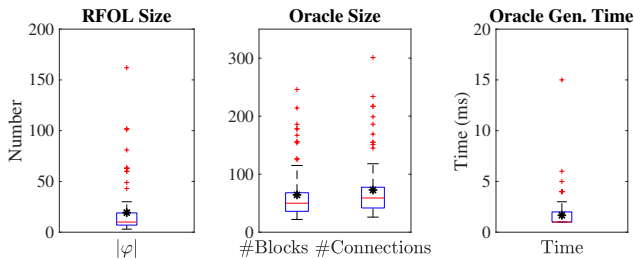 RFOL Size
Oracle Size
Oracle Gen. Time
200
150
100
50
0
Number
|φ|
300
200
100
0
#Blocks #Connections
20
15
10
5
0
Time (ms)
Time